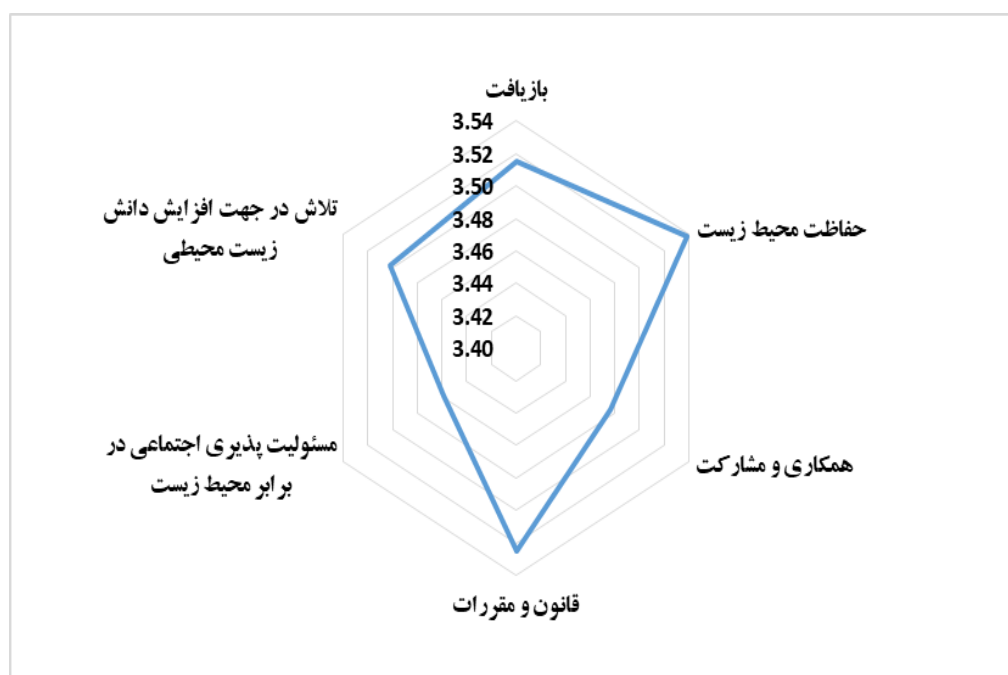 بازیافت
3.54
3.52
3.50
3.48
3.46
3.44
3.42
3.40
حفاظت محیط زیست
همکاری و مشارکت
قانون و مقررات
مسئولیت پذیری اجتماعی در
برابر محیط زیست
تلاش در جهت افزایش دانش
زیست محیطی